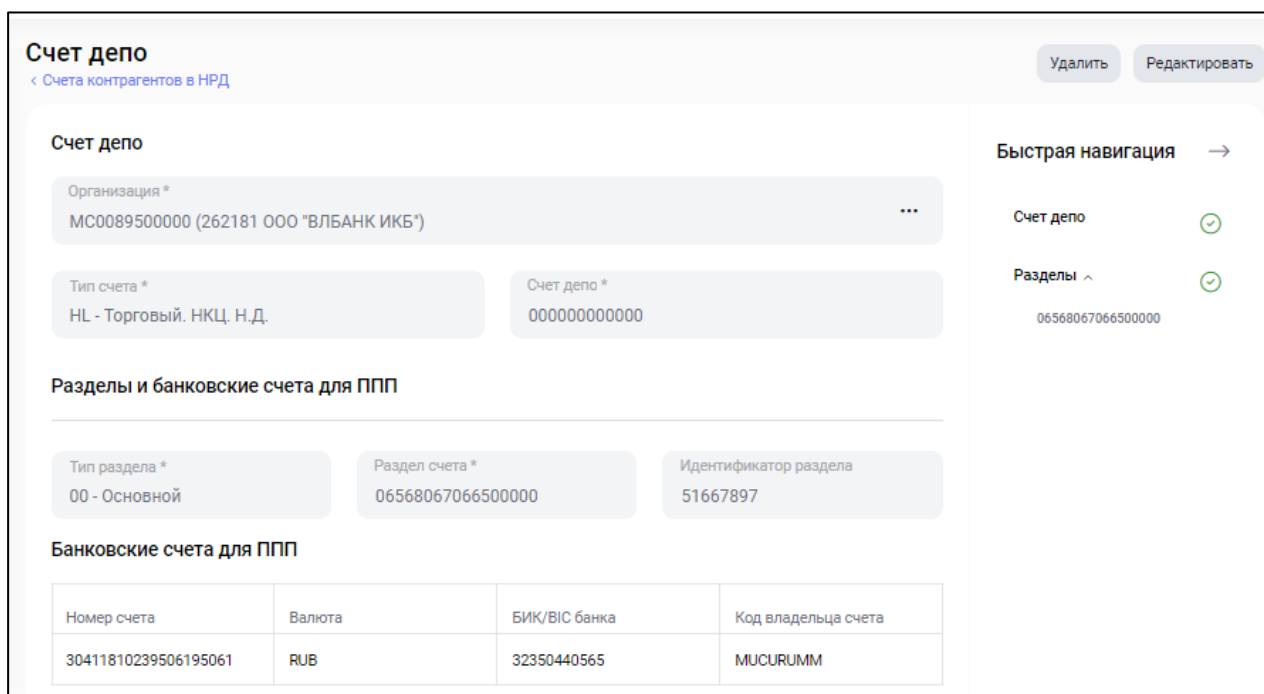 Счет депо
< Счета контрагентов в НРД
Удалить
Редактировать
Счет депо
Организация *
MC0089500000 (262181 ООО "ВЛБАНК ИКБ")
...
Тип счета *
HL - Торговый. НКЦ. Н.Д.
Счет депо *
000000000000
Разделы и банковские счета для ППП
Тип раздела *
00 - Основной
Раздел счета *
06568067066500000
Идентификатор раздела
51667897
Банковские счета для ППП
Номер счета Валюта БИК/BIC банка Код владельца счета
30411810239506195061 RUB 32350440565 MUCURUMM
Быстрая навигация →
Счет депо
Разделы
06568067066500000